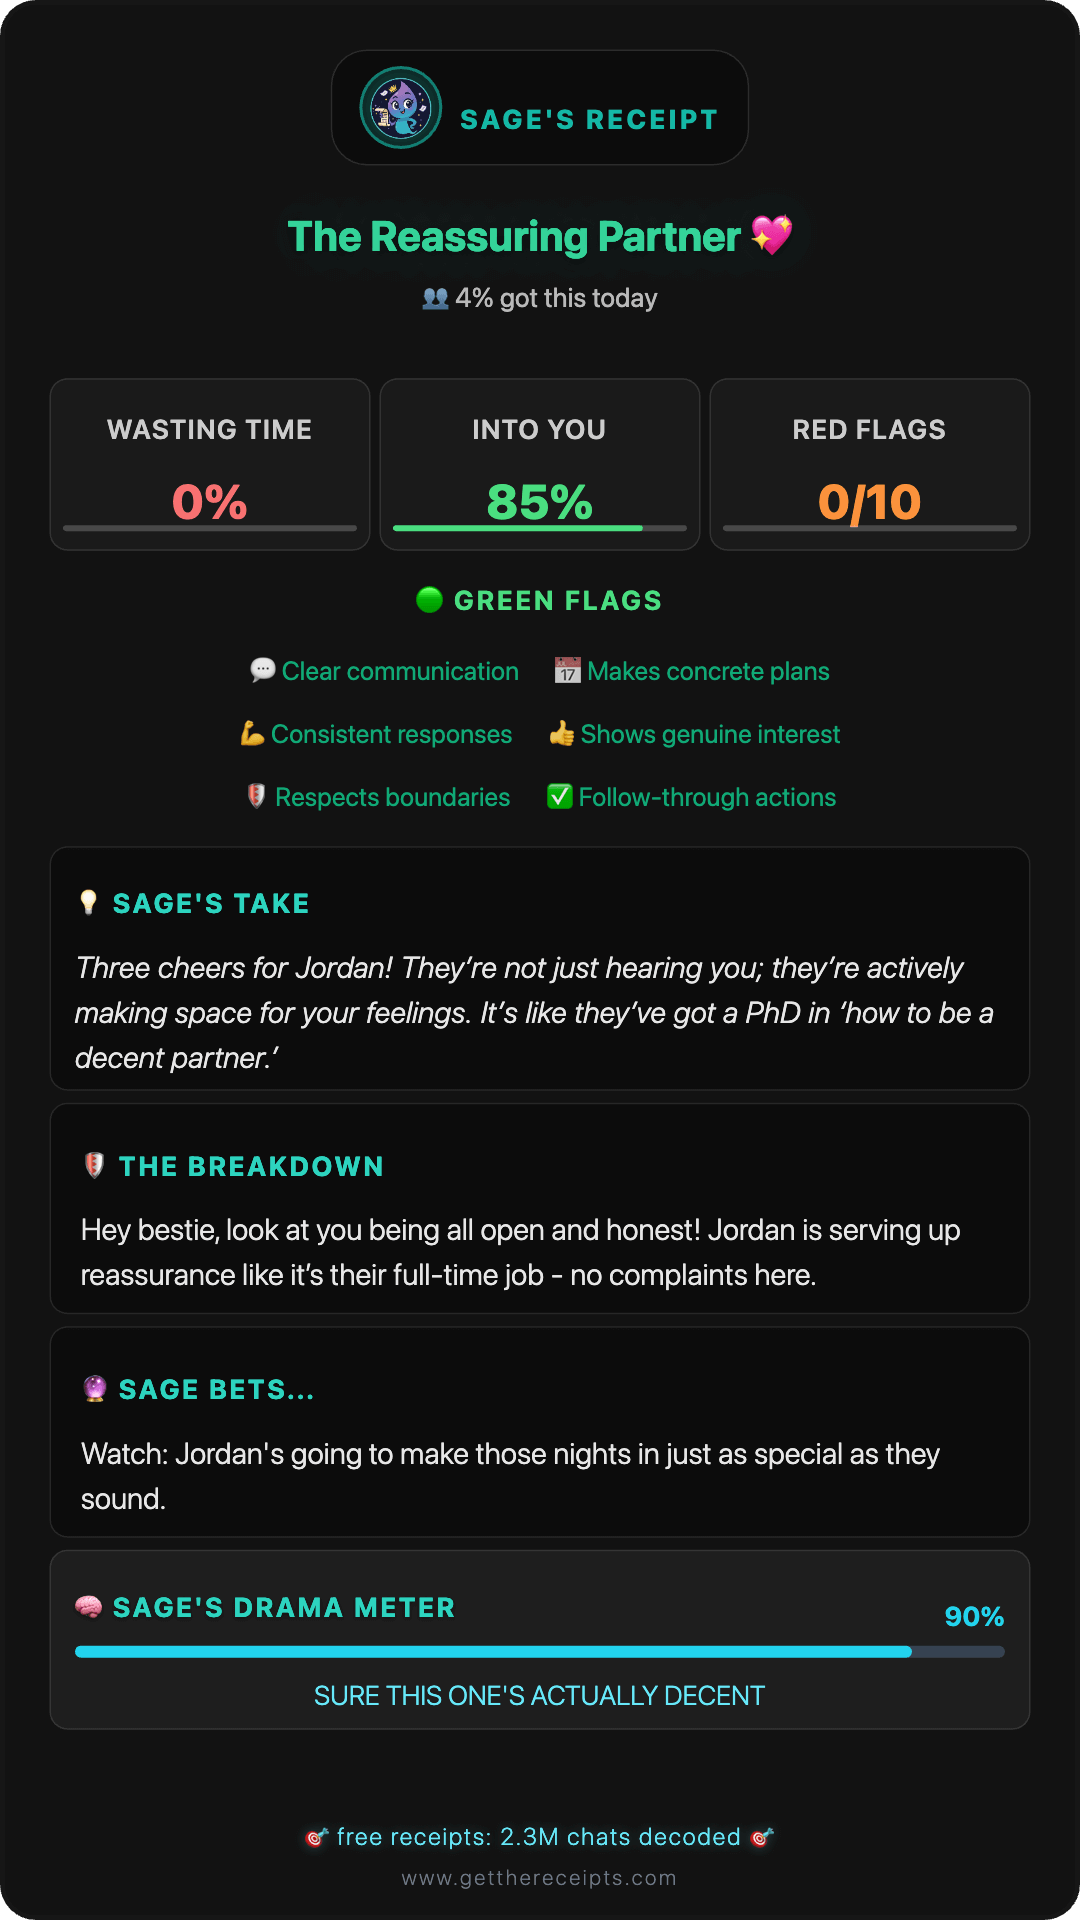 SAGE'S RECEIPT
The Reassuring Partner 💖
👥 4% got this today
WASTING TIME
0%
INTO YOU
85%
RED FLAGS
0/10
🟢 GREEN FLAGS
💬 Clear communication
📅 Makes concrete plans
💪 Consistent responses
👍 Shows genuine interest
🛡️ Respects boundaries
✅ Follow-through actions
💡 SAGE'S TAKE
Three cheers for Jordan! They’re not just hearing you; they’re actively
making space for your feelings. It’s like they’ve got a PhD in ‘how to be a
decent partner.’
🛡️ THE BREAKDOWN
Hey bestie, look at you being all open and honest! Jordan is serving up
reassurance like it’s their full-time job - no complaints here.
🔮 SAGE BETS...
Watch: Jordan's going to make those nights in just as special as they
sound.
🧠 SAGE'S DRAMA METER
90%
SURE THIS ONE'S ACTUALLY DECENT
🎯 free receipts: 2.3M chats decoded 🎯
www.getthereceipts.com